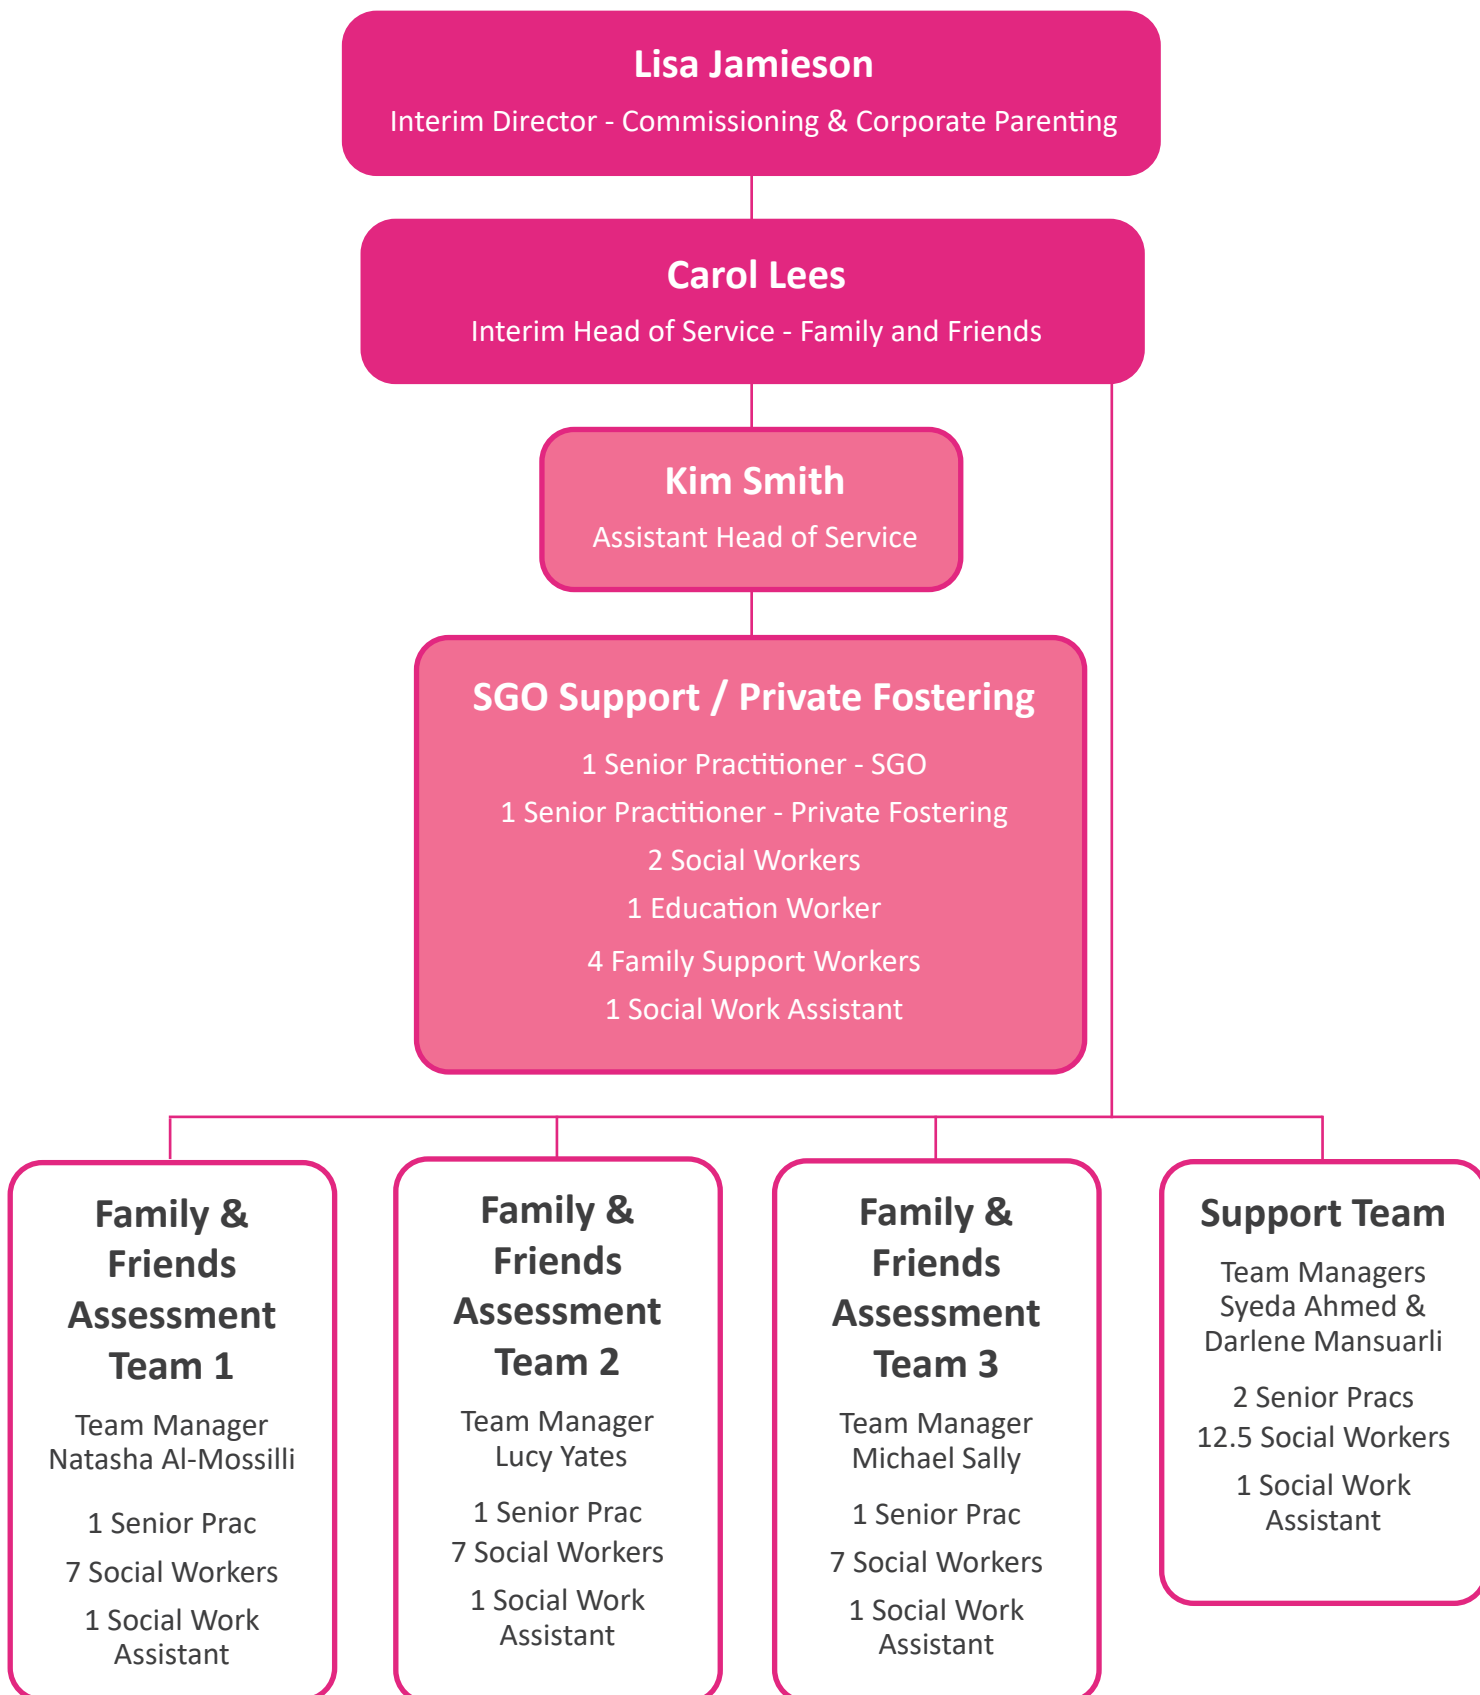 Lisa Jamieson
Interim Director - Commissioning & Corporate Parenting
Carol Lees
Interim Head of Service - Family and Friends
Kim Smith
Assistant Head of Service
SGO Support / Private Fostering
1 Senior Practitioner - SGO
1 Senior Practitioner - Private Fostering
2 Social Workers
1 Education Worker
4 Family Support Workers
1 Social Work Assistant
Family &
Friends
Assessment
Team 1
Team Manager
Natasha Al-Mossilli
1 Senior Prac
7 Social Workers
1 Social Work
Assistant
Family &
Friends
Assessment
Team 2
Team Manager
Lucy Yates
1 Senior Prac
7 Social Workers
1 Social Work
Assistant
Family &
Friends
Assessment
Team 3
Team Manager
Michael Sally
1 Senior Prac
7 Social Workers
1 Social Work
Assistant
Support Team
Team Managers
Syeda Ahmed &
Darlene Mansuarli
2 Senior Pracs
12.5 Social Workers
1 Social Work
Assistant